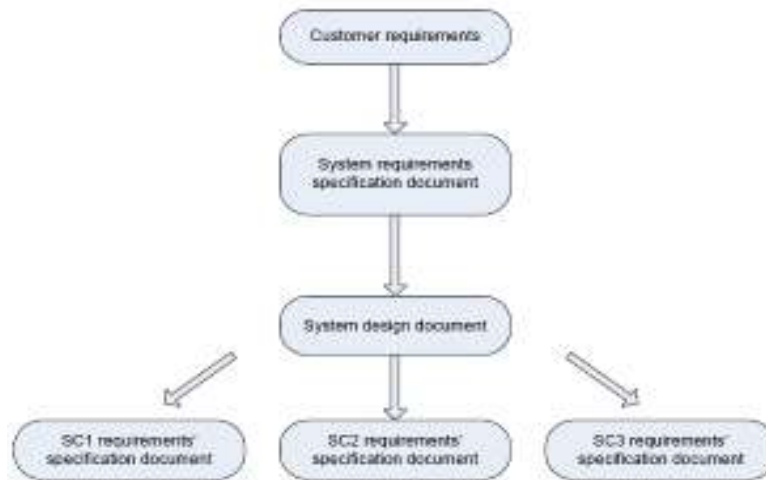 Customer requirements
System requirements
specification document
System design document
SC1 requirements'
specification document
SC2 requirements'
specification document
SC3 requirements'
specification document